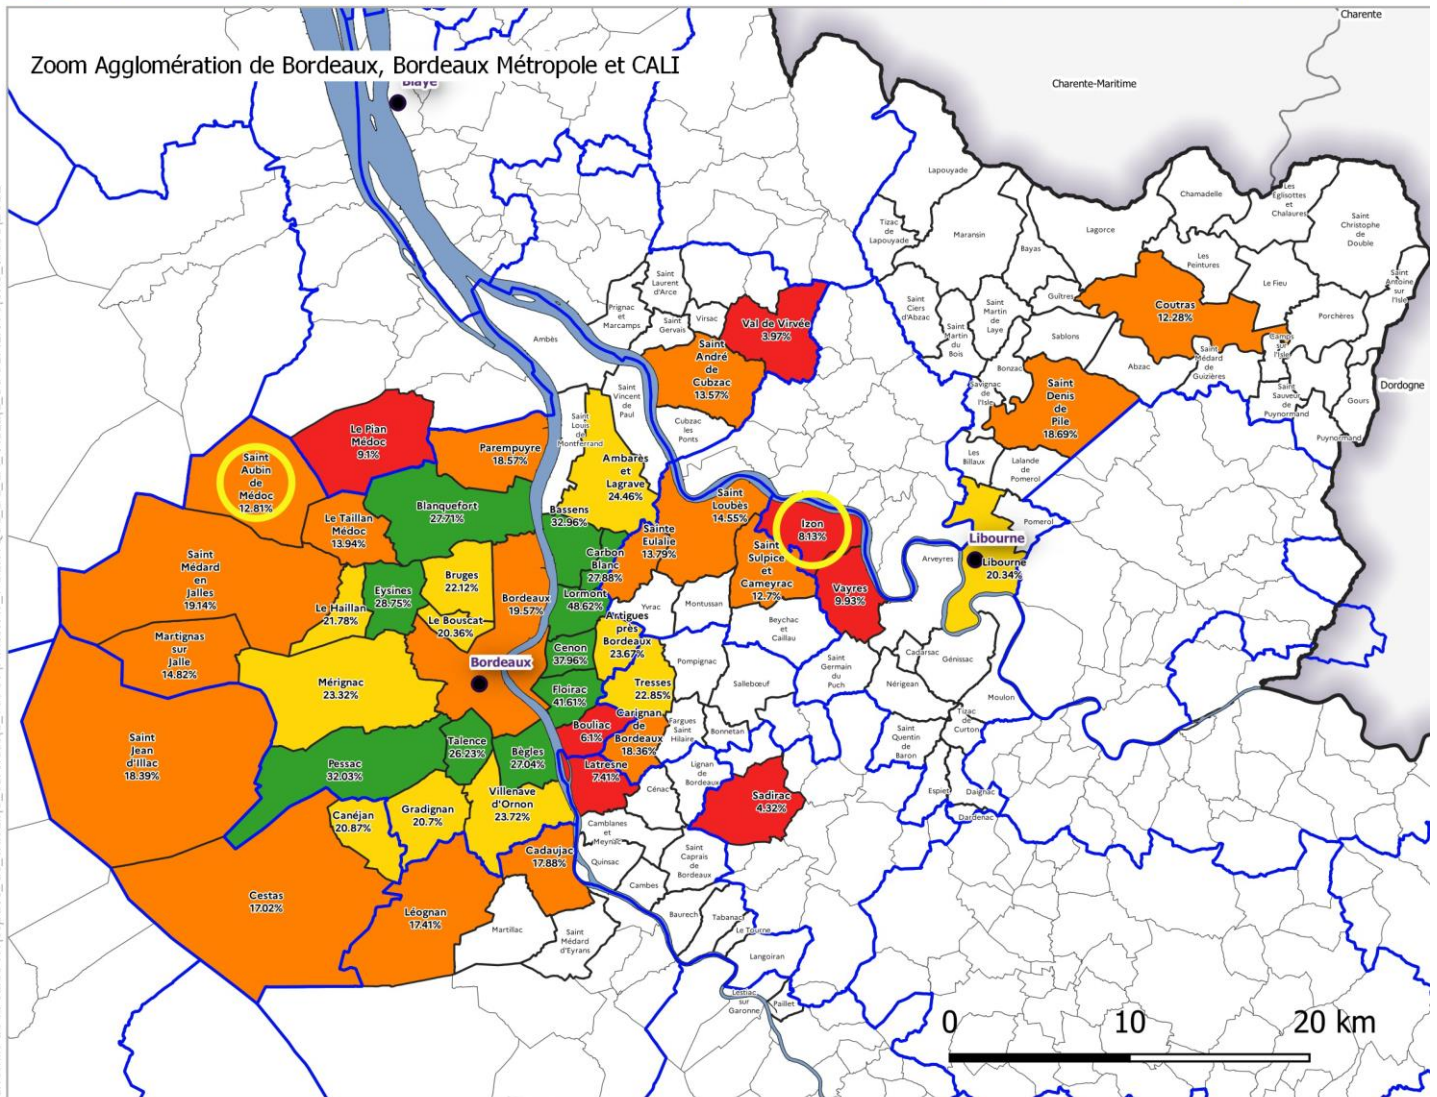 Charente
Zoom Agglomération de Bordeaux, Bordeaux Métropole et CALI
Blaye
Charente-Maritime
Lapouyade
Chamadelle
Les
Églisottes
et
Chalaures
Saint
Christophe
de
Double
Tizac
de
Lapouyade
Maransin
Bayas
Lagorce
Les
Peintures
Le Fieu
Saint
Antoine
sur
l'Isle
Saint
Laurent
d'Arce
Prignac
et
Marcamps
Saint
Gervais
Virsac
Val de Virvée
3.97%
Saint
Ciers
d'Abzac
Saint
Martin
de
Laye
Guîtres
Coutras
12.28%
Porchères
Saint
Martin
du
Bois
Sablons
Ambès
Saint
André
de
Cubzac
13.57%
Bonzac
Abzac
Saint
Médard
de
Guizières
Camps
sur
l'Isle
Saint
Vincent
de
Paul
Savignac
de
l'Isle
Saint
Denis
de
Pile
18.69%
Saint
Sauveur
de
Puynormand
Gours
Dordogne
Puynormand
Saint
Louis
de
Montferrand
Cubzac
les
Ponts
Le Pian
Médoc
9.1%
Parempuyre
18.57%
Saint
Aubin
de
Médoc
12.81%
Ambarès
et
Lagrave
24.46%
Les
Billaux
Lalande
de
Pomerol
Blanquefort
27.71%
Bassens
32.96%
Saint
Loubès
14.55%
Izon
8.13%
Pomerol
Le Taillan
Médoc
13.94%
Sainte
Eulalie
13.79%
Libourne
Libourne
20.34%
Arveyres
Saint
Médard
en
Jalles
19.14%
Carbon
Blanc
27.88%
Saint
Sulpice
et
Cameyrac
12.7%
Vayres
9.93%
Bruges
22.12%
Eysines
28.75%
Bordeaux
19.57%
Lormont
48.62%
Yvrac
Montussan
Le Haillan
21.78%
Le Bouscat
20.36%
Artigues
près
Bordeaux
23.67%
Beychac
et
Caillau
Martignas
sur
Jalle
14.82%
Cenon
37.96%
Pompignac
Saint
Germain
du
Puch
Cadarsac
Génissac
Bordeaux
Mérignac
23.32%
Floirac
41.61%
Tresses
22.85%
Sallebœuf
Nérigean
Moulon
Saint
Jean
d'Illac
18.39%
Bouliac
6.1%
Carignan
de
Bordeaux
18.36%
Fargues
Saint
Hilaire
Bonnetan
Tizac
de
Curton
Saint
Quentin
de
Baron
Talence
26.23%
Bègles
27.04%
Pessac
32.03%
Latresne
7.41%
Lignan
de
Bordeaux
Cénac
Sadirac
4.32%
Espiet
Daignac
Dardenac
Villenave
d'Ornon
23.72%
Gradignan
20.7%
Canéjan
20.87%
Camblanes
et
Meynac
Saint
Caprais
de
Bordeaux
Cadaujac
17.88%
Quinsac
Cambes
Cestas
17.02%
Léognan
17.41%
Martillac
Saint
Médard
d'Eyrans
Baurech
Tabanac
Le Tourne
Langoiran
Lestiac
sur
Garonne
Paillet
0 10 20 km